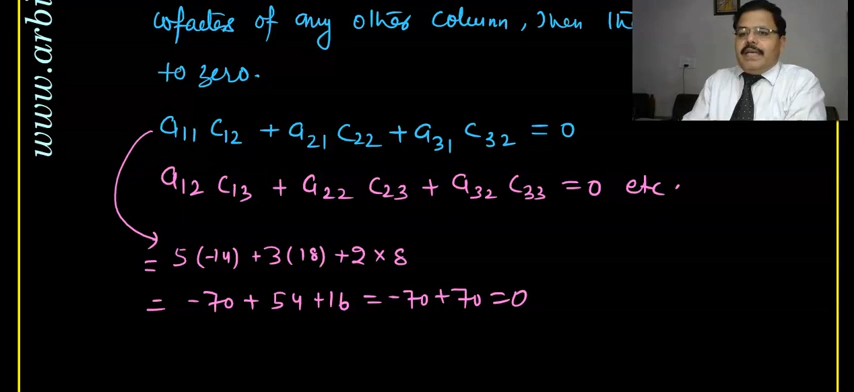 cofactors of any other column, then
to zero.
www.arbi
a₁₁ c₁₂ + a₂₁ c₂₂ + a₃₁ c₃₂ = 0
a₁₂ c₁₃ + a₂₂ c₂₃ + a₃₂ c₃₃ = 0 etc.
= 5 (-14) + 3 (18) + 2 × 8
= -70 + 54 + 16 = -70 + 70 = 0